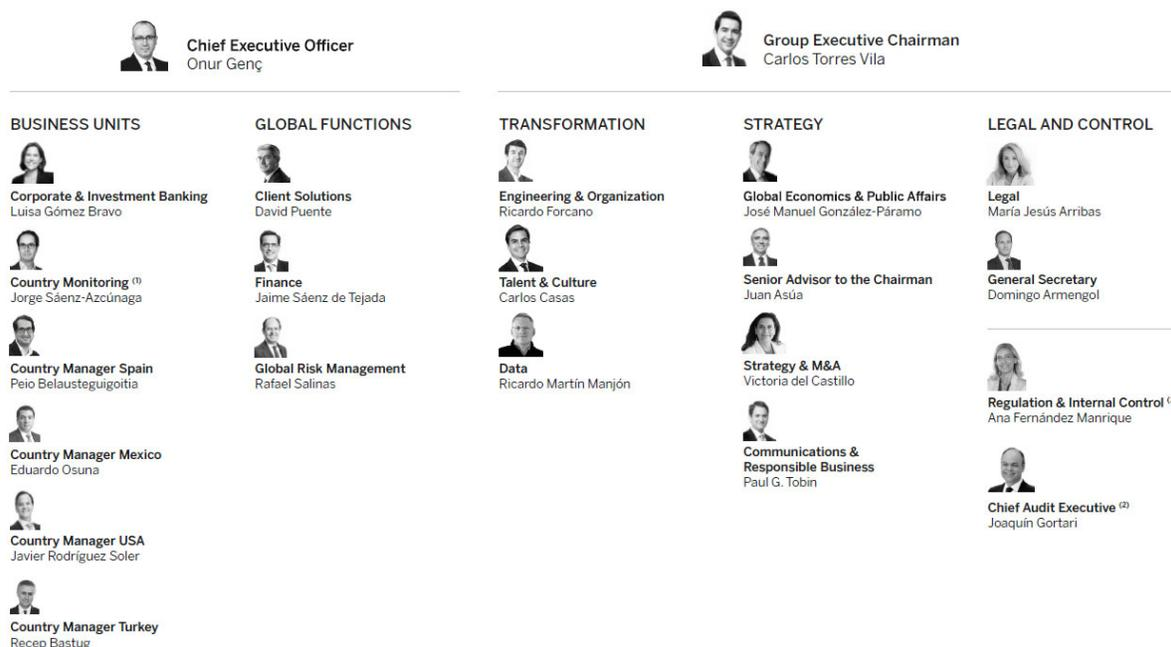 Chief Executive Officer
Onur Genç
Group Executive Chairman
Carlos Torres Vila
BUSINESS UNITS
Corporate & Investment Banking
Luisa Gómez Bravo
Country Monitoring (1)
Jorge Sáenz-Azcúnaga
Country Manager Spain
Peio Belausteguigoitia
Country Manager Mexico
Eduardo Osuna
Country Manager USA
Javier Rodríguez Soler
Country Manager Turkey
Recep Bastug
GLOBAL FUNCTIONS
Client Solutions
David Puente
Finance
Jaime Sáenz de Tejada
Global Risk Management
Rafael Salinas
TRANSFORMATION
Engineering & Organization
Ricardo Forcano
Talent & Culture
Carlos Casas
Data
Ricardo Martín Manjón
STRATEGY
Global Economics & Public Affairs
José Manuel González-Páramo
Senior Advisor to the Chairman
Juan Asúa
Strategy & M&A
Victoria del Castillo
Communications &
Responsible Business
Paul G. Tobin
LEGAL AND CONTROL
Legal
María Jesús Arribas
General Secretary
Domingo Armengol
Regulation & Internal Control
Ana Fernández Manrique
Chief Audit Executive (2)
Joaquín Gortari